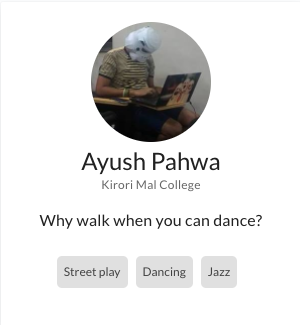 Ayush Pahwa
Kirori Mal College
Why walk when you can dance?
Street play
Dancing
Jazz